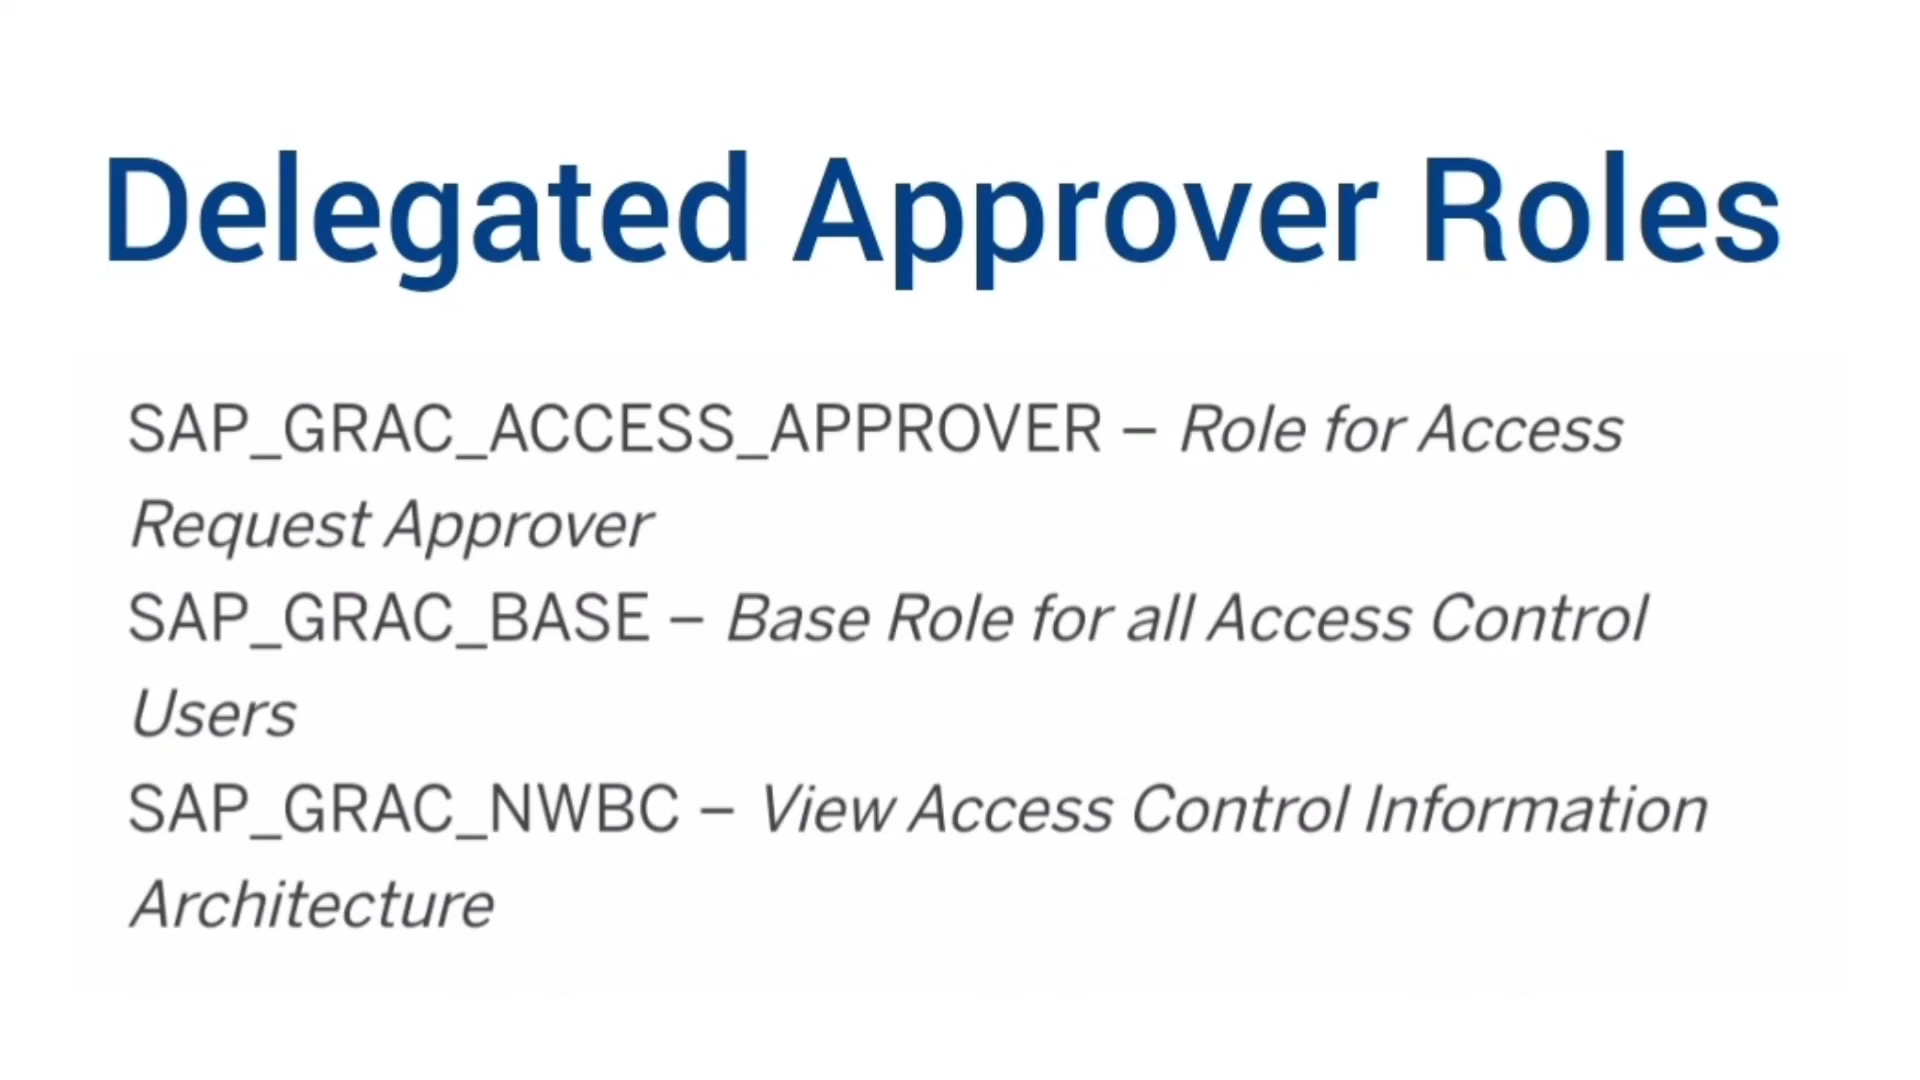 Delegated Approver Roles
SAP_GRAC_ACCESS_APPROVER – Role for Access
Request Approver
SAP_GRAC_BASE – Base Role for all Access Control
Users
SAP_GRAC_NWBC – View Access Control Information
Architecture